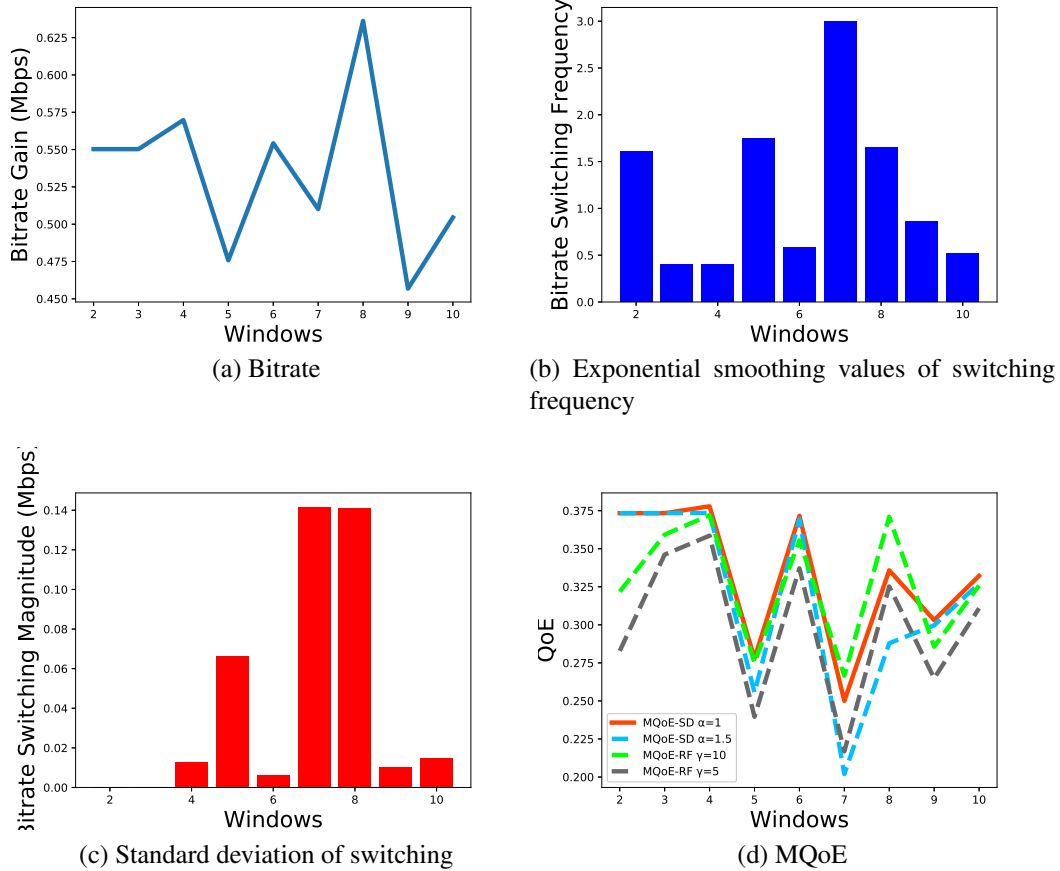 0.625
0.600
0.575
0.550
0.525
0.500
0.475
0.450
Bitrate Gain (Mbps)
2 3 4 5 6 7 8 9 10
Windows
(a) Bitrate
3.0
2.5
2.0
1.5
1.0
0.5
0.0
Bitrate Switching Frequency
2 4 6 8 10
Windows
(b) Exponential smoothing values of switching
frequency
0.14
0.12
0.10
0.08
0.06
0.04
0.02
0.00
Bitrate Switching Magnitude (Mbps)
2 4 6 8 10
Windows
(c) Standard deviation of switching
0.375
0.350
0.325
0.300
0.275
0.250
0.225
0.200
QoE
MQoE-SD α=1
MQoE-SD α=1.5
MQoE-RF γ=10
MQoE-RF γ=5
2 3 4 5 6 7 8 9 10
Windows
(d) MQoE